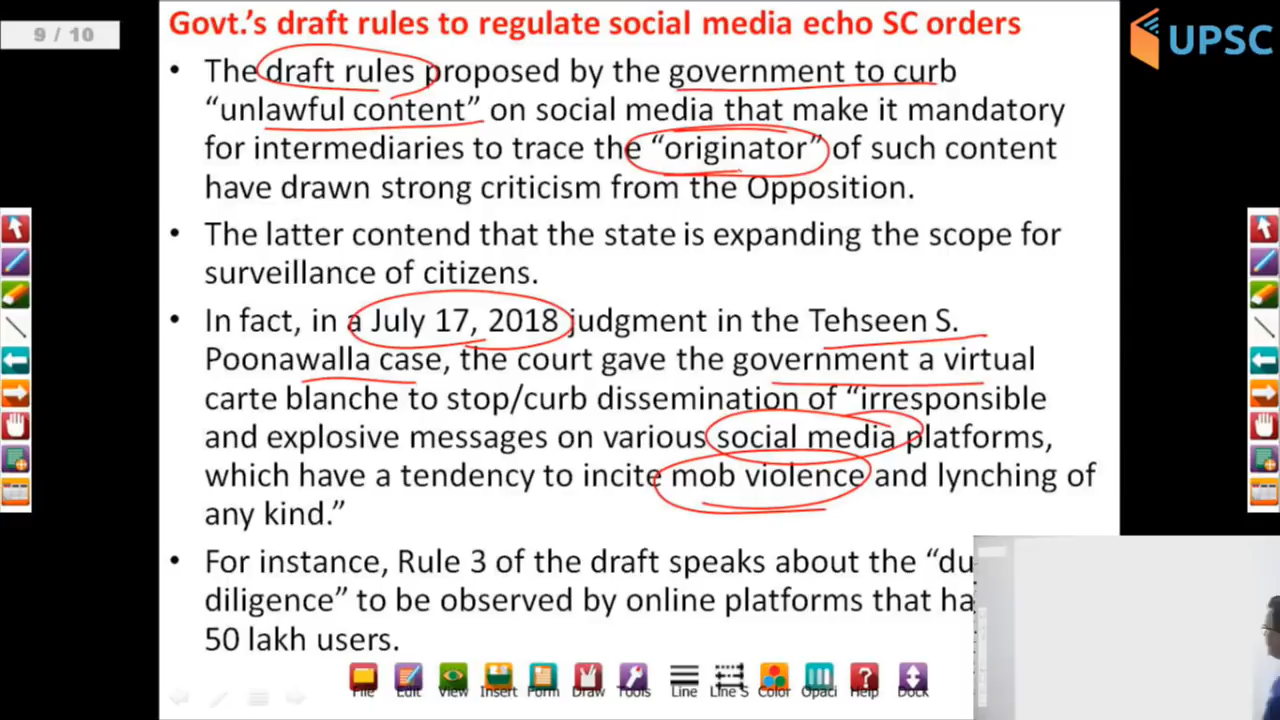 9 / 10
Govt.’s draft rules to regulate social media echo SC orders
UPSC
• The draft rules proposed by the government to curb
“unlawful content” on social media that make it mandatory
for intermediaries to trace the “originator” of such content
have drawn strong criticism from the Opposition.
• The latter contend that the state is expanding the scope for
surveillance of citizens.
• In fact, in a July 17, 2018 judgment in the Tehseen S.
Poonawalla case, the court gave the government a virtual
carte blanche to stop/curb dissemination of “irresponsible
and explosive messages on various social media platforms,
which have a tendency to incite mob violence and lynching of
any kind.”
• For instance, Rule 3 of the draft speaks about the “du
diligence” to be observed by online platforms that ha
50 lakh users.
File Edit View Insert Form Draw Tools Line Line S Color Opaci Help Dock